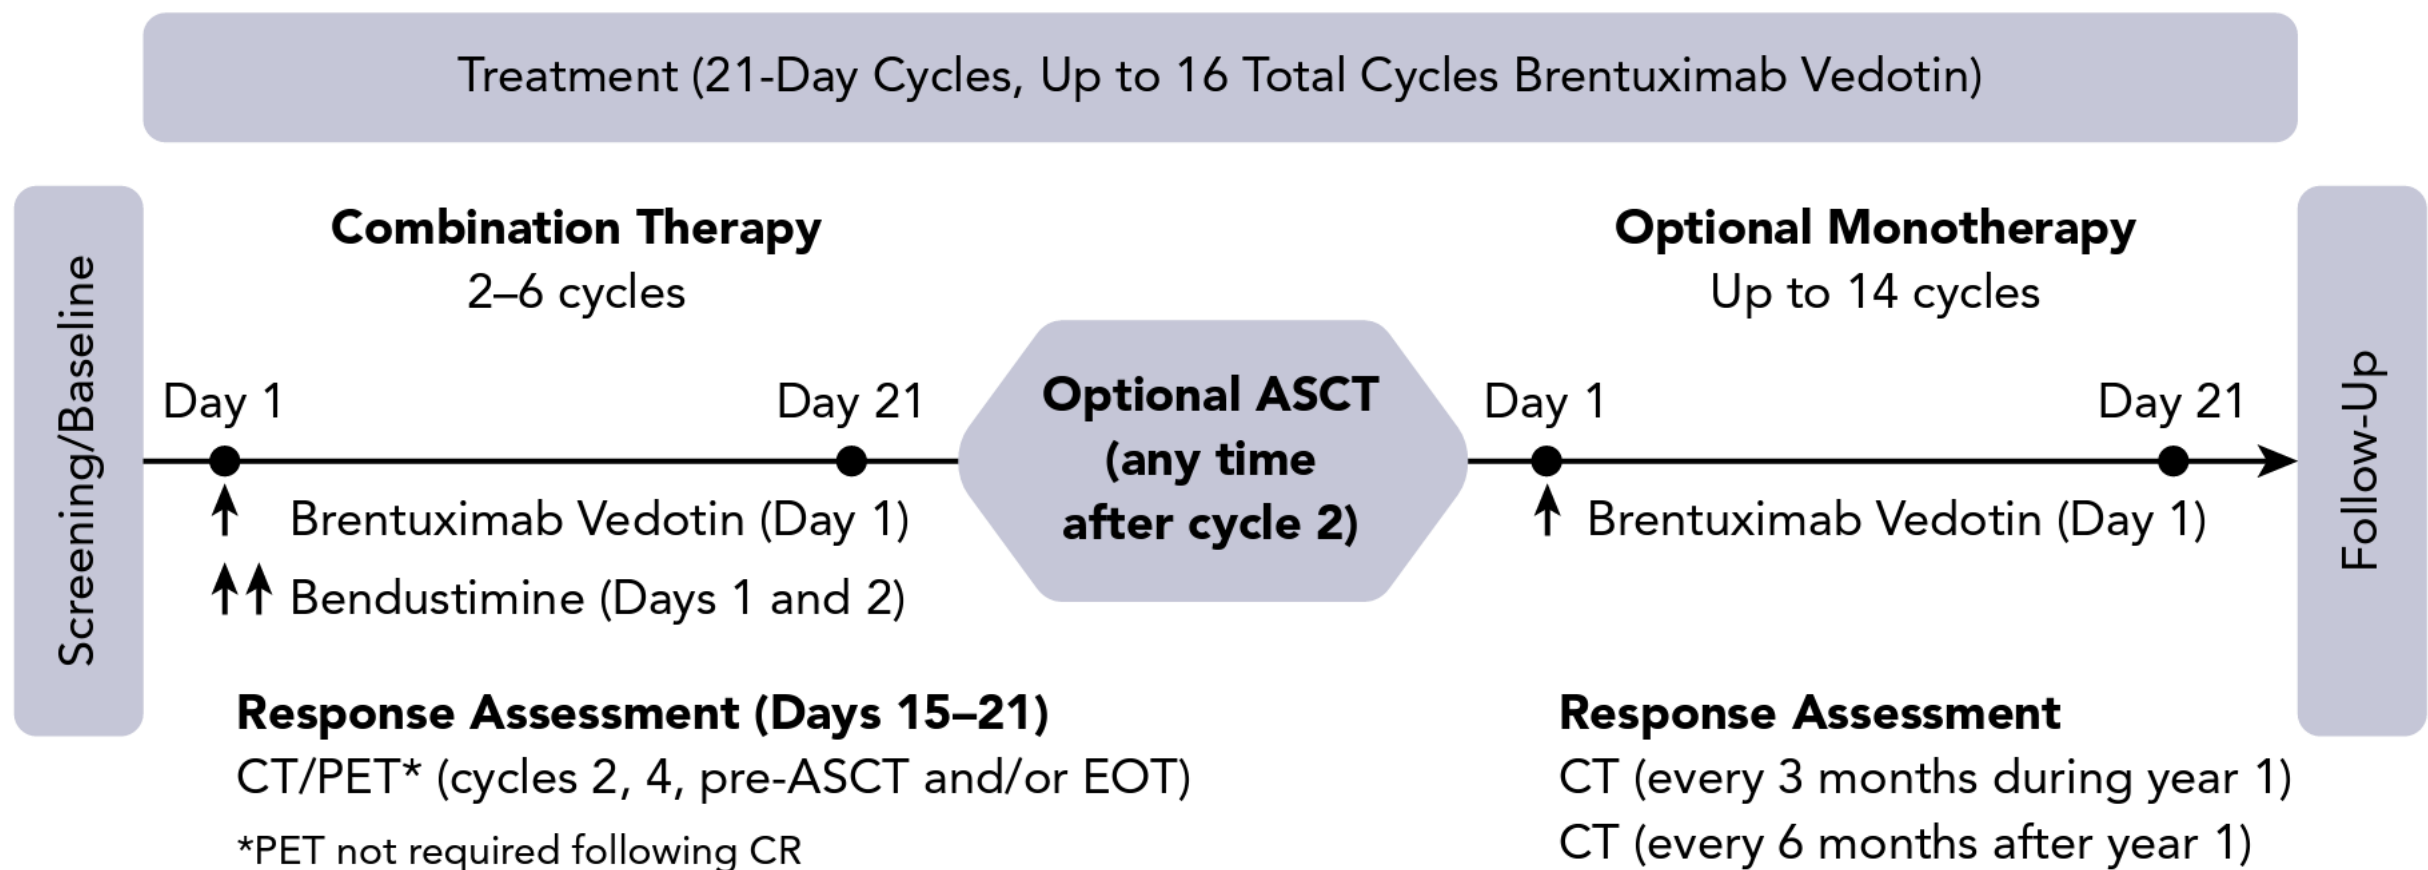 Treatment (21-Day Cycles, Up to 16 Total Cycles Brentuximab Vedotin)
Screening/Baseline
Combination Therapy
2–6 cycles
Day 1
Day 21
Brentuximab Vedotin (Day 1)
Bendustimine (Days 1 and 2)
Response Assessment (Days 15–21)
CT/PET* (cycles 2, 4, pre-ASCT and/or EOT)
*PET not required following CR
Optional ASCT
(any time
after cycle 2)
Optional Monotherapy
Up to 14 cycles
Day 1
Day 21
Brentuximab Vedotin (Day 1)
Response Assessment
CT (every 3 months during year 1)
CT (every 6 months after year 1)
Follow-Up